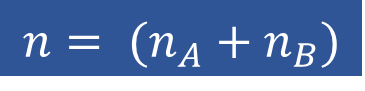 n = (n_A + n_B)